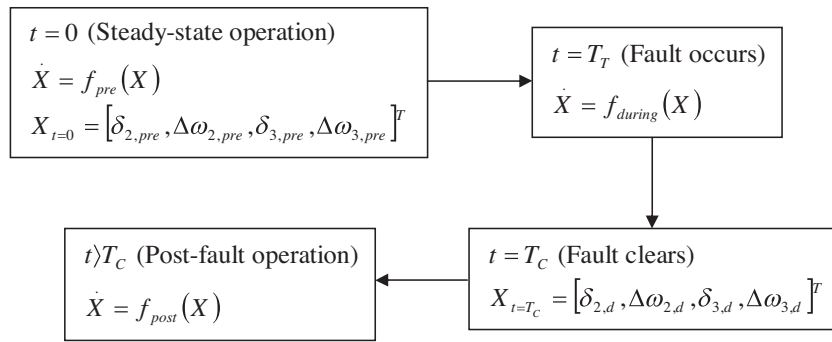 t = 0 (Steady-state operation)
Ẋ = f_pre(X)
X_{t=0} = [δ_{2,pre}, Δω_{2,pre}, δ_{3,pre}, Δω_{3,pre}]^T
t = T_T (Fault occurs)
Ẋ = f_during(X)
t = T_C (Fault clears)
X_{t=T_C} = [δ_{2,d}, Δω_{2,d}, δ_{3,d}, Δω_{3,d}]^T
t⟩T_C (Post-fault operation)
Ẋ = f_post(X)